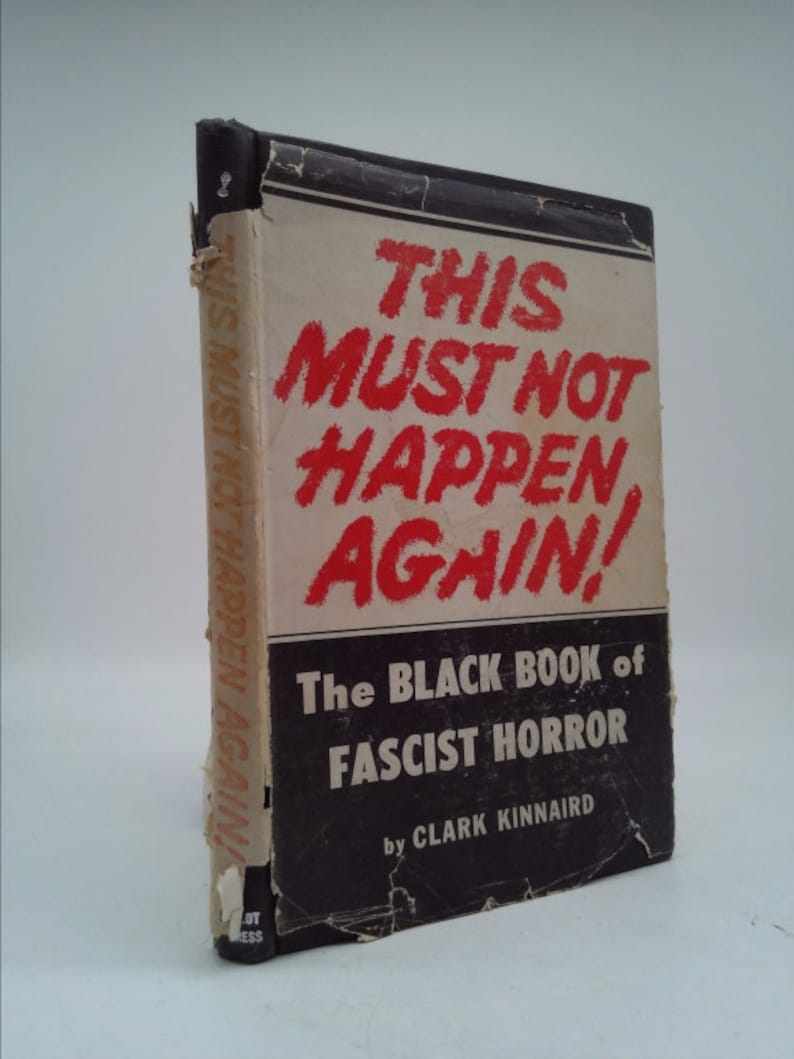 THIS
MUST NOT
HAPPEN
AGAIN!
The BLACK BOOK of
FASCIST HORROR
by CLARK KINNAIRD
THIS MUST NOT HAPPEN AGAIN!